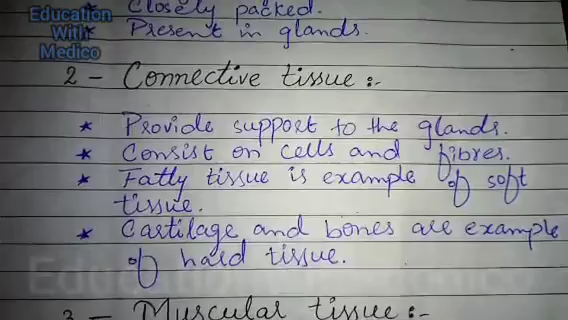 Education
With
Medico
Closely packed.
* Present in glands.
2 - Connective tissue :-
* Provide support to the glands.
* Consist on cells and fibres.
* Fatty tissue is example of soft
tissue.
* Cartilage and bones are example
of hard tissue.
3 - Muscular tissue :-